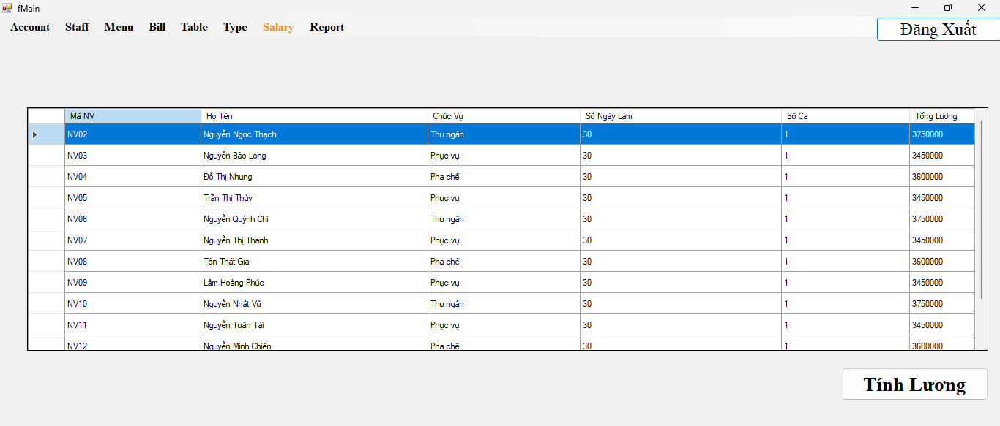 fMain
Account Staff Menu Bill Table Type Salary Report
Đăng Xuất
Mã NV Họ Tên Chức Vụ Số Ngày Làm Số Ca Tổng Lương
NV02 Nguyễn Ngọc Thạch Thu ngân 30 1 3750000
NV03 Nguyễn Bảo Long Phục vụ 30 1 3450000
NV04 Đỗ Thị Nhung Pha chế 30 1 3600000
NV05 Trần Thị Thùy Phục vụ 30 1 3450000
NV06 Nguyễn Quỳnh Chi Thu ngân 30 1 3750000
NV07 Nguyễn Thị Thanh Phục vụ 30 1 3450000
NV08 Tôn Thất Gia Pha chế 30 1 3600000
NV09 Lâm Hoàng Phúc Phục vụ 30 1 3450000
NV10 Nguyễn Nhật Vũ Thu ngân 30 1 3750000
NV11 Nguyễn Tuấn Tài Phục vụ 30 1 3450000
NV12 Nguyễn Minh Chiến Pha chế 30 1 3600000
Tính Lương